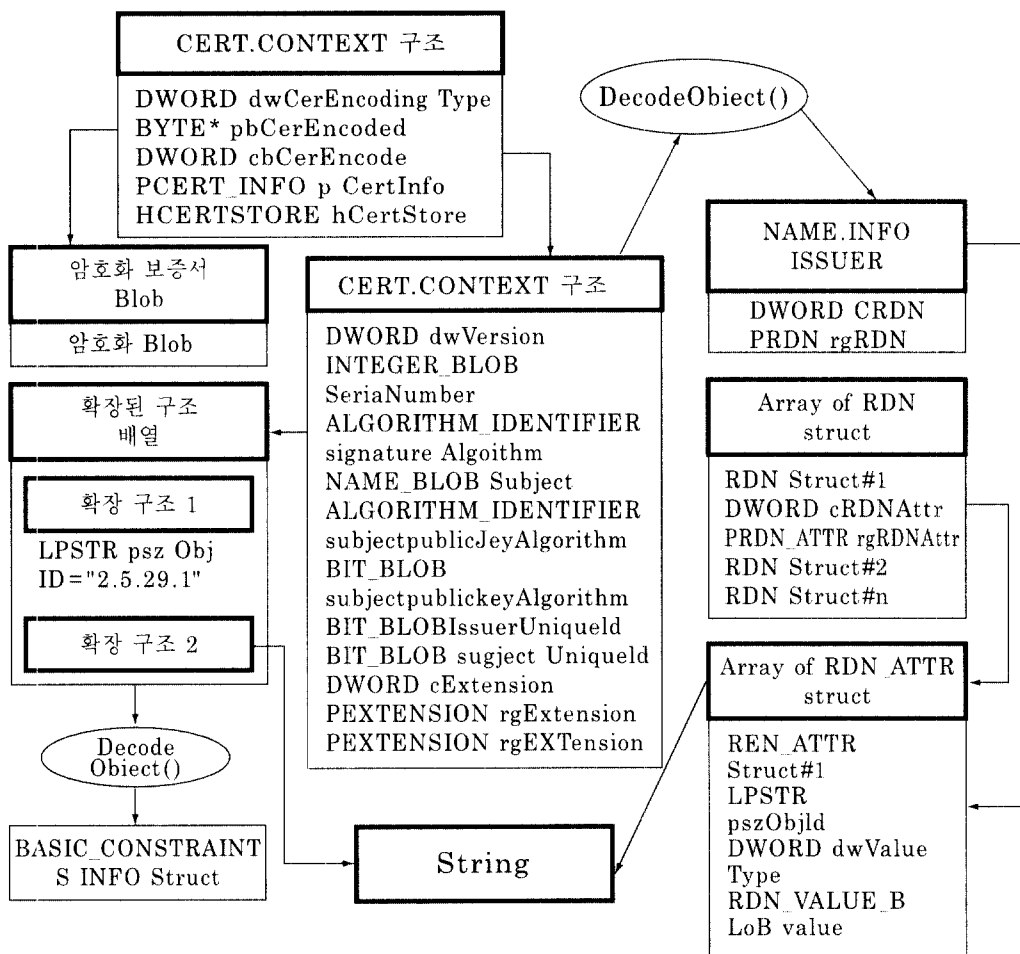 CERT.CONTEXT 구조
DWORD dwCerEncoding Type
BYTE* pbCerEncoded
DWORD cbCerEncode
PCERT_INFO p CertInfo
HCERTSTORE hCertStore
DecodeObiect()
암호화 보증서
Blob
암호화 Blob
확장된 구조
배열
확장 구조 1
LPSTR psz Obj
ID="2.5.29.1"
확장 구조 2
Decode
Obiect()
BASIC_CONSTRAINT
S INFO Struct
CERT.CONTEXT 구조
DWORD dwVersion
INTEGER_BLOB
SeriaNumber
ALGORITHM_IDENTIFIER
signature Algoithm
NAME_BLOB Subject
ALGORITHM_IDENTIFIER
subjectpublicJeyAlgorithm
BIT_BLOB
subjectpublickeyAlgorithm
BIT_BLOBIssuerUniqueld
BIT_BLOB sugject Uniqueld
DWORD cExtension
PEXTENSION rgExtension
PEXTENSION rgEXTension
String
NAME.INFO
ISSUER
DWORD CRDN
PRDN rgRDN
Array of RDN
struct
RDN Struct#1
DWORD cRDNAttr
PRDN_ATTR rgRDNAttr
RDN Struct#2
RDN Struct#n
Array of RDN_ATTR
struct
REN_ATTR
Struct#1
LPSTR
pszObjld
DWORD dwValue
Type
RDN_VALUE_B
LoB value